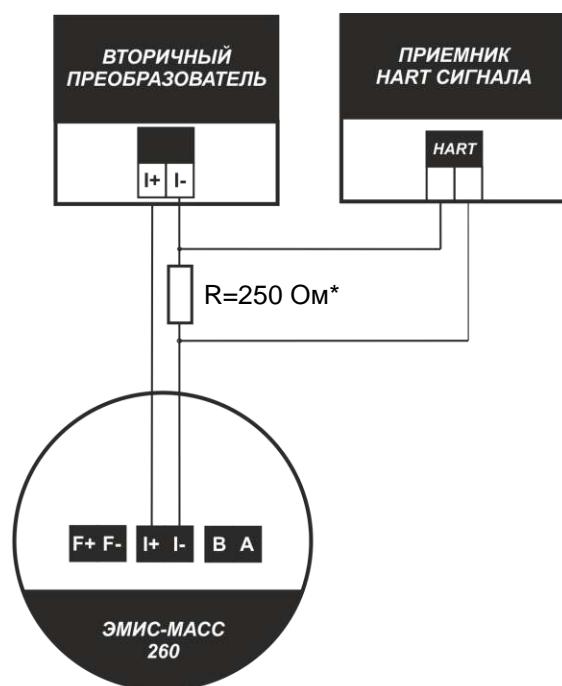 ВТОРИЧНЫЙ
ПРЕОБРАЗОВАТЕЛЬ
ПРИЕМНИК
HART СИГНАЛА
I+ I-
HART
R=250 Ом*
F+ F- I+ I- B A
ЭМИС-МАСС
260